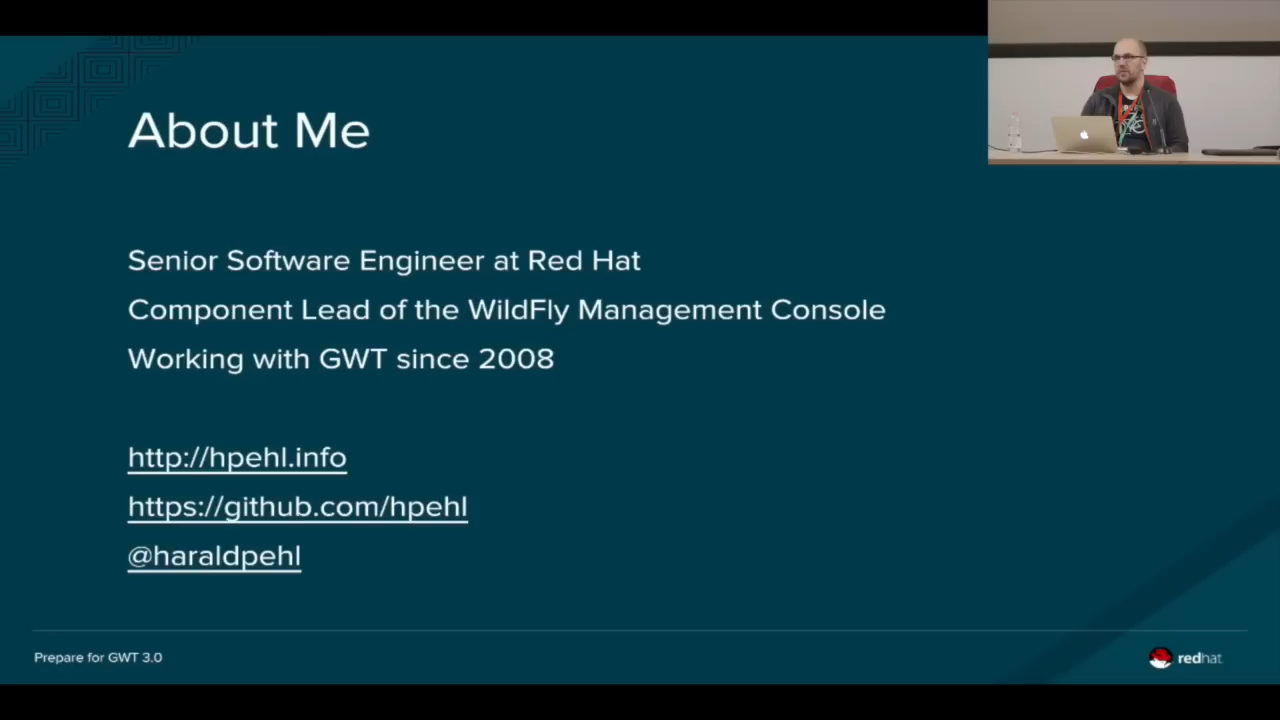 About Me
Senior Software Engineer at Red Hat
Component Lead of the WildFly Management Console
Working with GWT since 2008
http://hpehl.info
https://github.com/hpehl
@haraldpehl
Prepare for GWT 3.0
redhat